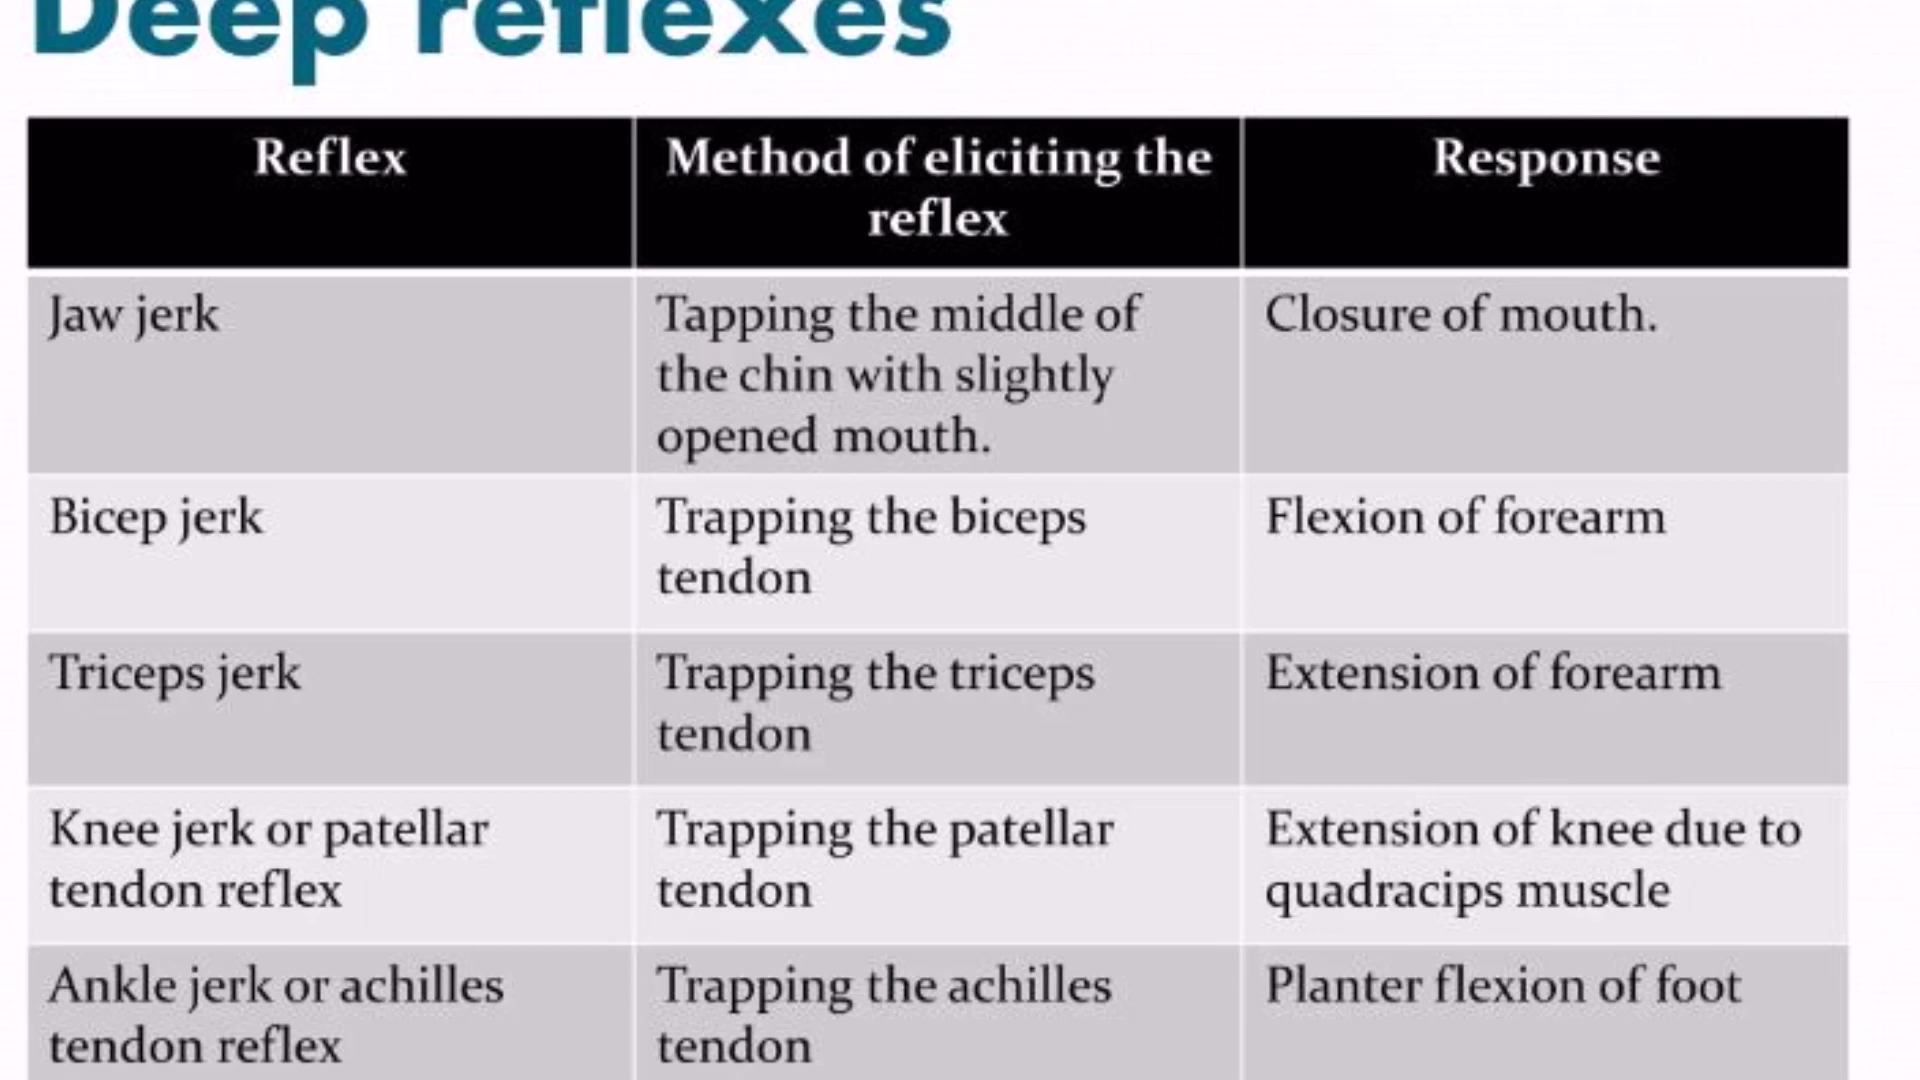 Deep reflexes
Reflex
Method of eliciting the
reflex
Response
Jaw jerk
Tapping the middle of
the chin with slightly
opened mouth.
Closure of mouth.
Bicep jerk
Trapping the biceps
tendon
Flexion of forearm
Triceps jerk
Trapping the triceps
tendon
Extension of forearm
Knee jerk or patellar
tendon reflex
Trapping the patellar
tendon
Extension of knee due to
quadracips muscle
Ankle jerk or achilles
tendon reflex
Trapping the achilles
tendon
Planter flexion of foot